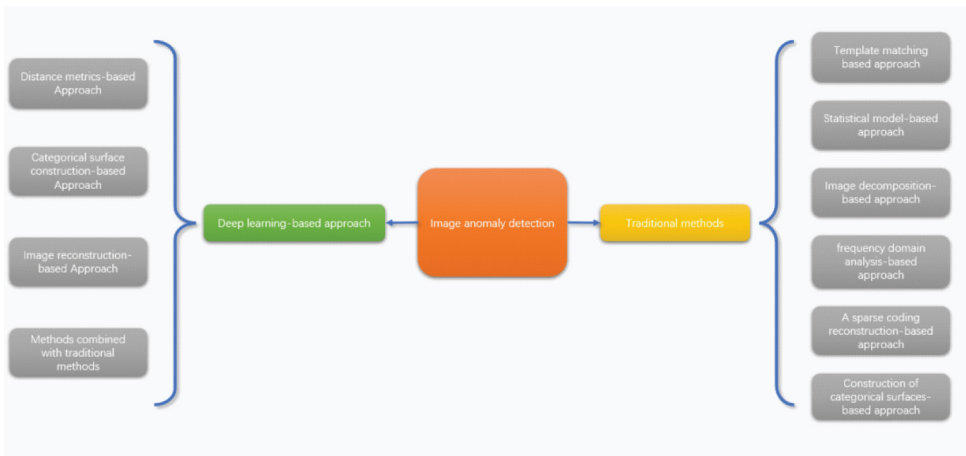 Distance metrics-based
Approach
Categorical surface
construction-based
Approach
Image reconstruction-
based Approach
Methods combined
with traditional
methods
Deep learning-based approach
Image anomaly detection
Traditional methods
Template matching
based approach
Statistical model-based
approach
Image decomposition-
based approach
frequency domain
analysis-based
approach
A sparse coding
reconstruction-based
approach
Construction of
categorical surfaces-
based approach